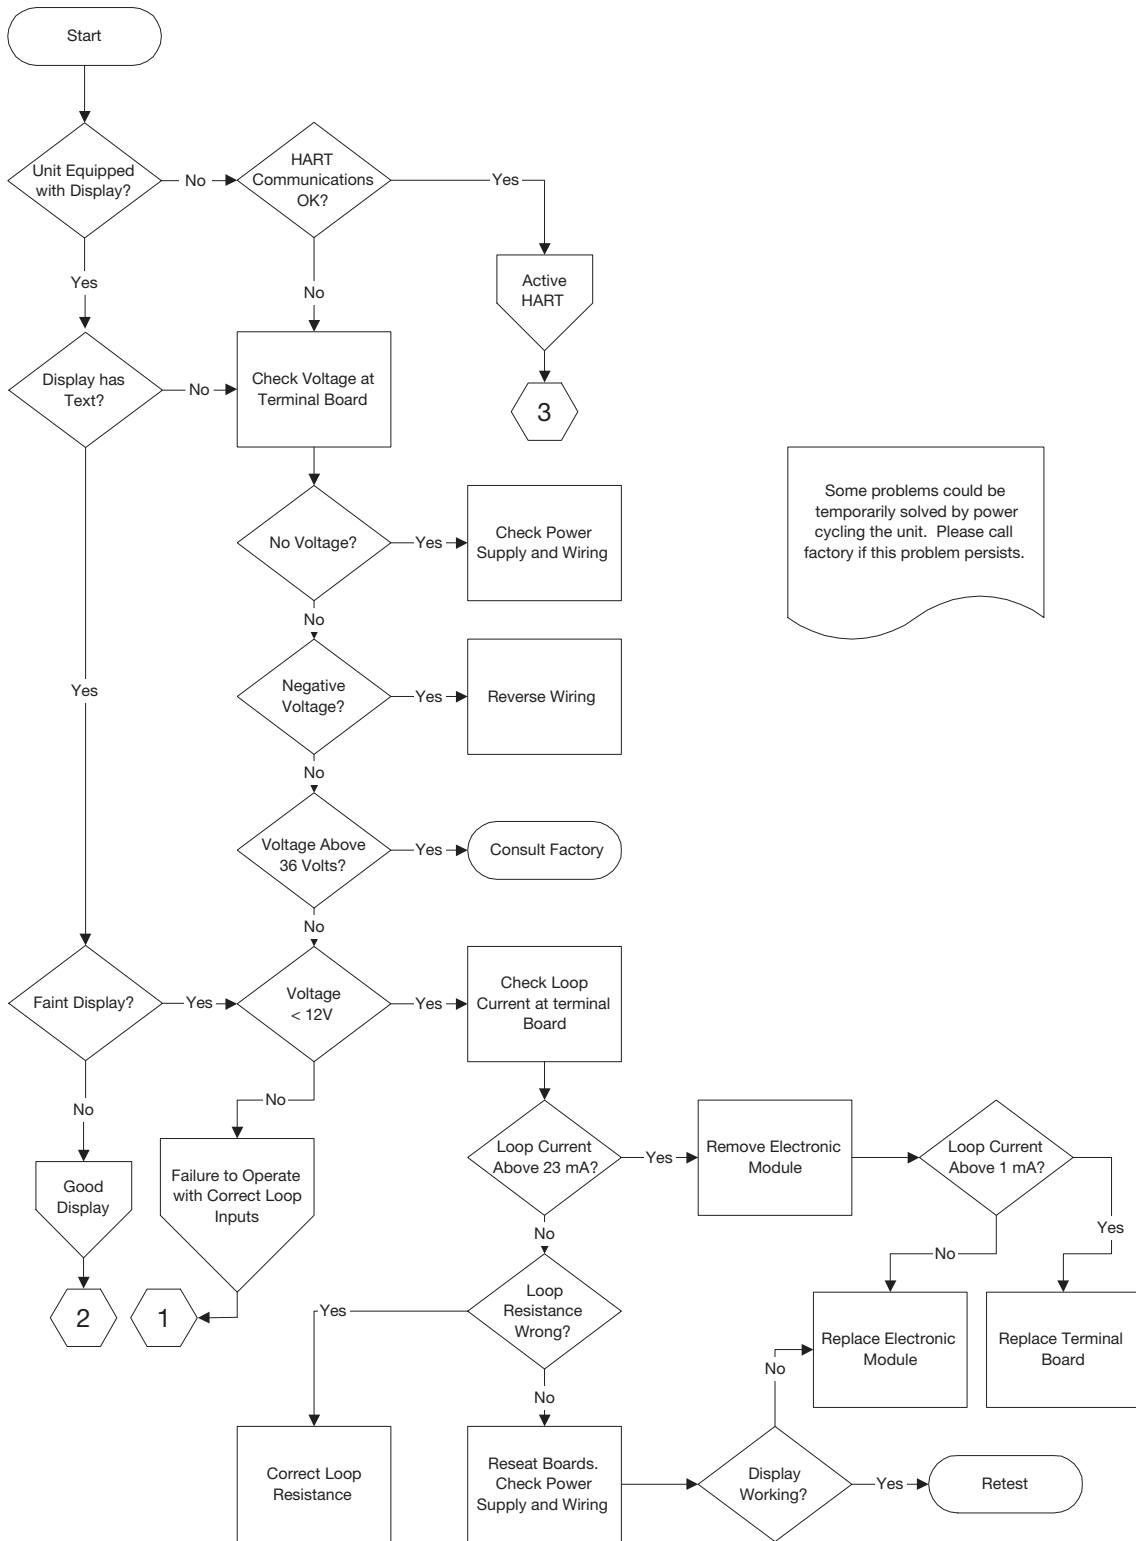 Start
Unit Equipped
with Display?
No
HART
Communications
OK?
Yes
Yes
No
Active
HART
Display has
Text?
No
Check Voltage at
Terminal Board
3
Some problems could be
temporarily solved by power
cycling the unit.  Please call
factory if this problem persists.
No Voltage?
Yes
Check Power
Supply and Wiring
No
Yes
Negative
Voltage?
Yes
Reverse Wiring
No
Voltage Above
36 Volts?
Yes
Consult Factory
No
Faint Display?
Yes
Voltage
< 12V
Yes
Check Loop
Current at terminal
Board
No
No
Good
Display
Failure to Operate
with Correct Loop
Inputs
Loop Current
Above 23 mA?
Yes
Remove Electronic
Module
Loop Current
Above 1 mA?
Yes
No
No
2
1
Loop
Resistance
Wrong?
Yes
Replace Electronic
Module
Replace Terminal
Board
No
No
Correct Loop
Resistance
Reseat Boards.
Check Power
Supply and Wiring
Display
Working?
Yes
Retest